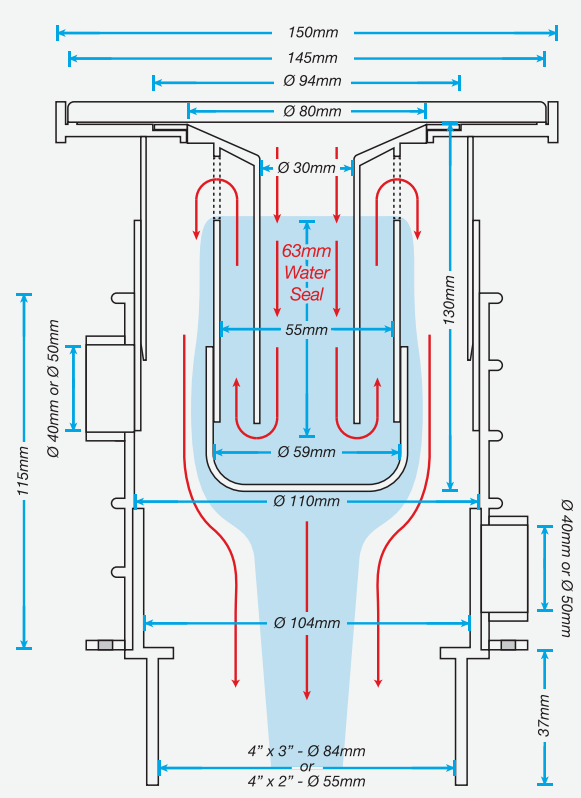 150mm
145mm
Ø 94mm
Ø 80mm
Ø 30mm
63mm
Water
Seal
130mm
55mm
Ø 40mm or Ø 50mm
115mm
Ø 59mm
Ø 110mm
Ø 40mm or Ø 50mm
Ø 104mm
37mm
4” x 3” - Ø 84mm
or
4” x 2” - Ø 55mm